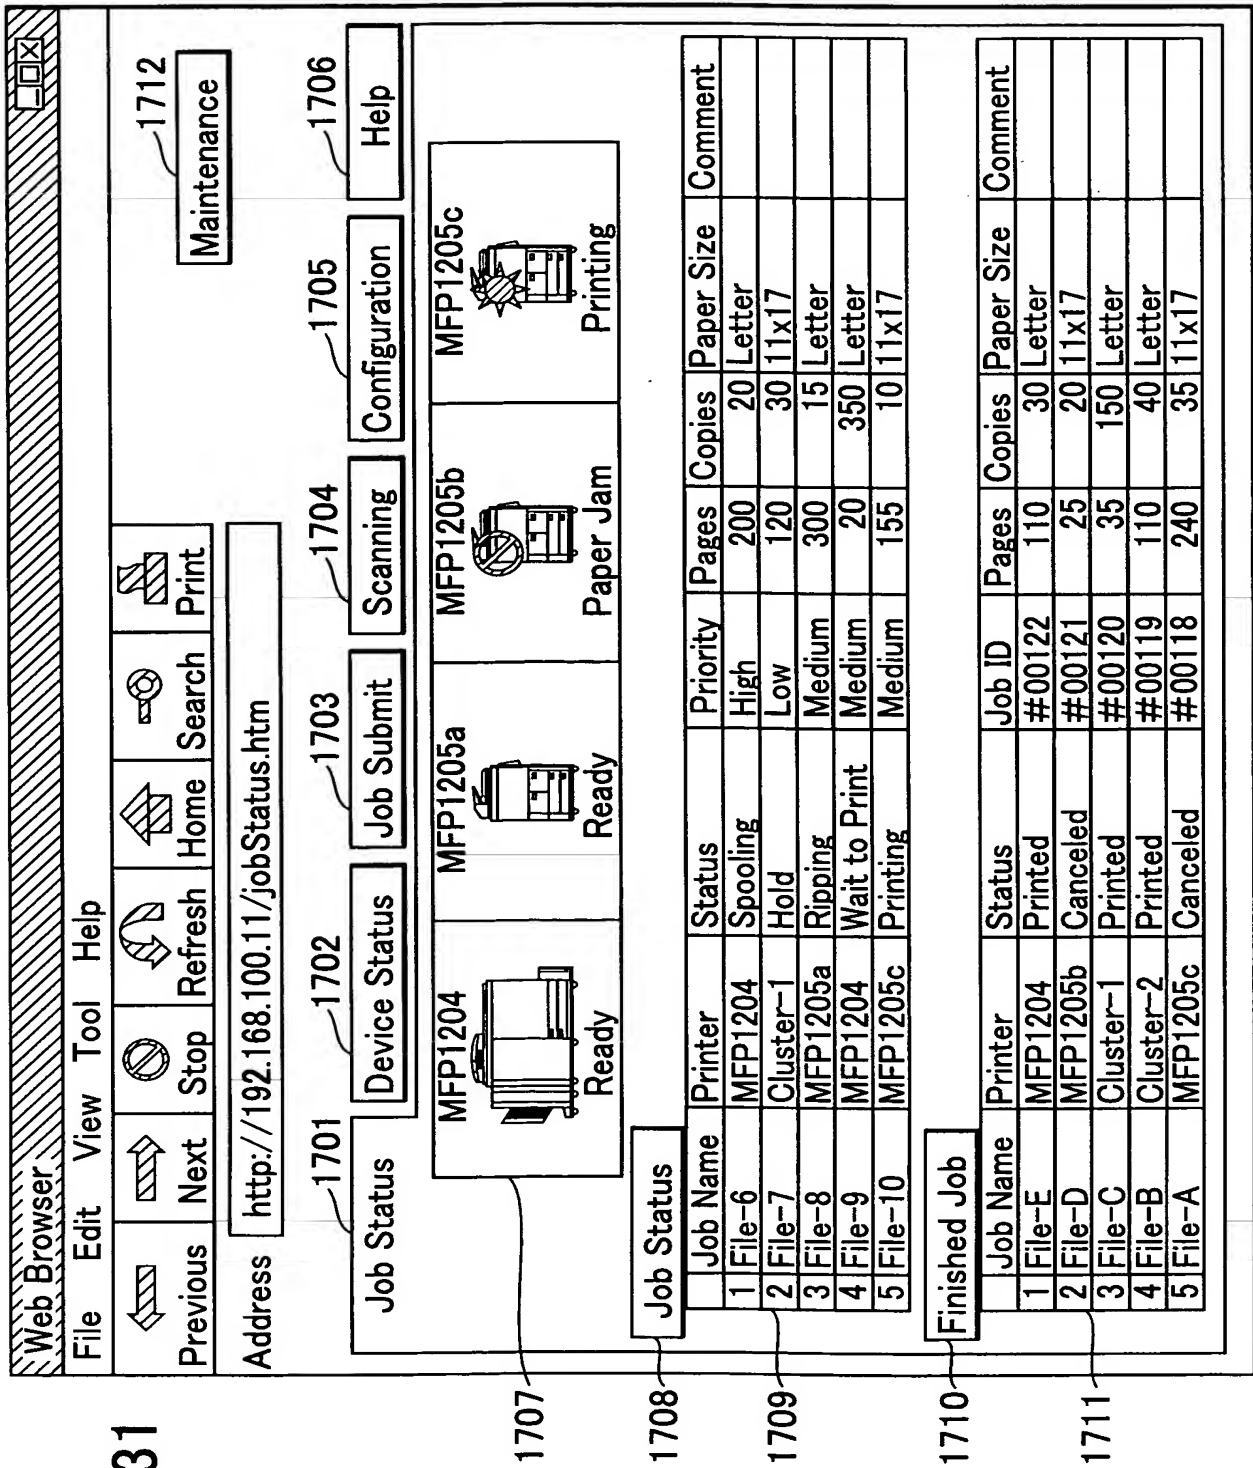 31
Web Browser
File Edit View Tool Help
Previous Next Stop Refresh Home Search Print
1712
Maintenance
Address http://192.168.100.11/jobStatus.htm
1701 1702 1703 1704 1705 1706
Job Status Device Status Job Submit Scanning Configuration Help
MFP1204 MFP1205a MFP1205b MFP1205c
Ready Ready Paper Jam Printing
1707
1708
Job Status
Job Name Printer Status Priority Pages Copies Paper Size Comment
1 File-6 MFP1204 Spooling High 200 20 Letter
2 File-7 Cluster-1 Hold Low 120 30 11x17
3 File-8 MFP1205a Ripping Medium 300 15 Letter
4 File-9 MFP1204 Wait to Print Medium 20 350 Letter
5 File-10 MFP1205c Printing Medium 155 10 11x17
1709
1710
Finished Job
Job Name Printer Status Job ID Pages Copies Paper Size Comment
1 File-E MFP1204 Printed #00122 110 30 Letter
2 File-D MFP1205b Canceled #00121 25 20 11x17
3 File-C Cluster-1 Printed #00120 35 150 Letter
4 File-B Cluster-2 Printed #00119 110 40 Letter
5 File-A MFP1205c Canceled #00118 240 35 11x17
1711